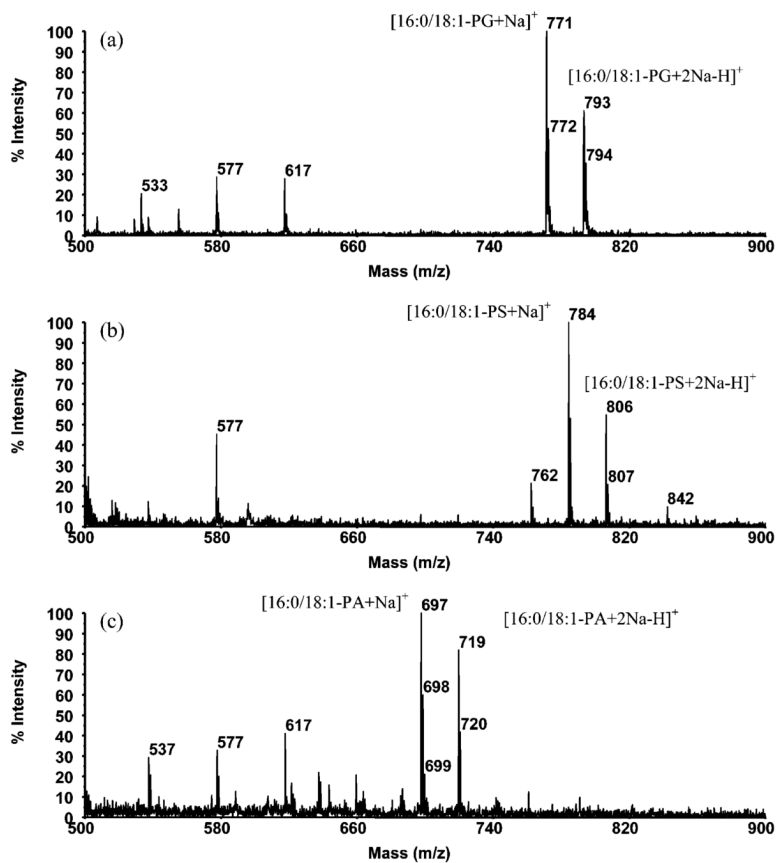 [16:0/18:1-PG+Na]⁺ 771
(a)
[16:0/18:1-PG+2Na-H]⁺
100
90
80
70
60
50
40
30
20
10
0
% Intensity
533
577
617
772
793
794
500 580 660 740 820 900
Mass (m/z)
[16:0/18:1-PS+Na]⁺ 784
(b)
[16:0/18:1-PS+2Na-H]⁺
100
90
80
70
60
50
40
30
20
10
0
% Intensity
577
762
806
807
842
500 580 660 740 820 900
Mass (m/z)
[16:0/18:1-PA+Na]⁺ 697
(c)
[16:0/18:1-PA+2Na-H]⁺
100
90
80
70
60
50
40
30
20
10
0
% Intensity
537
577
617
698
699
719
720
500 580 660 740 820 900
Mass (m/z)